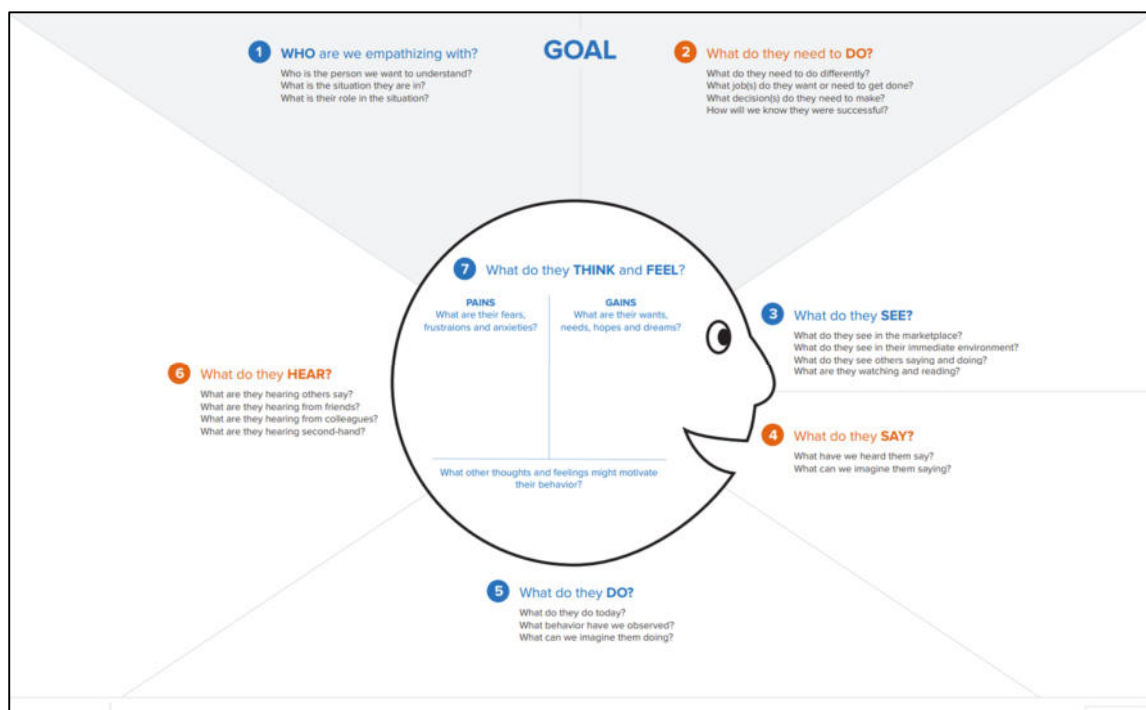 GOAL
1 WHO are we empathizing with?
Who is the person we want to understand?
What is the situation they are in?
What is their role in the situation?
2 What do they need to DO?
What do they need to do differently?
What job(s) do they want or need to get done?
What decision(s) do they need to make?
How will we know they were successful?
3 What do they SEE?
What do they see in the marketplace?
What do they see in their immediate environment?
What do they see others saying and doing?
What are they watching and reading?
4 What do they SAY?
What have we heard them say?
What can we imagine them saying?
5 What do they DO?
What do they do today?
What behavior have we observed?
What can we imagine them doing?
6 What do they HEAR?
What are they hearing others say?
What are they hearing from friends?
What are they hearing from colleagues?
What are they hearing second-hand?
7 What do they THINK and FEEL?
PAINS
What are their fears,
frustraions and anxieties?
GAINS
What are their wants,
needs, hopes and dreams?
What other thoughts and feelings might motivate
their behavior?